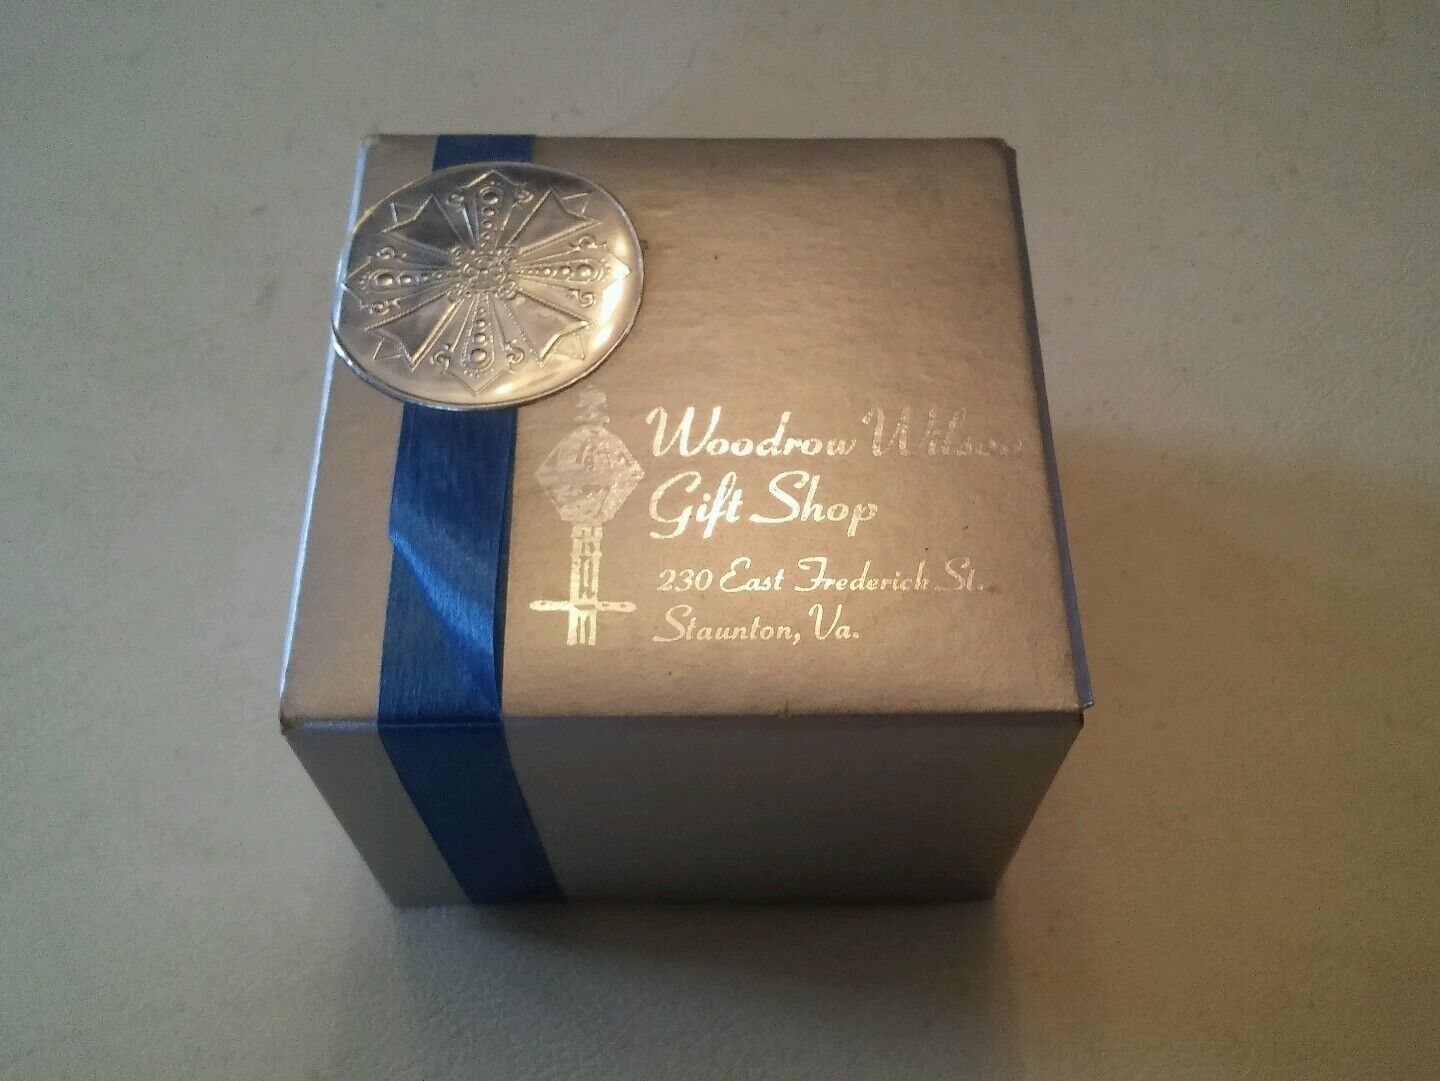 Woodrow Wilson
Gift Shop
230 East Frederick St.
Staunton, Va.